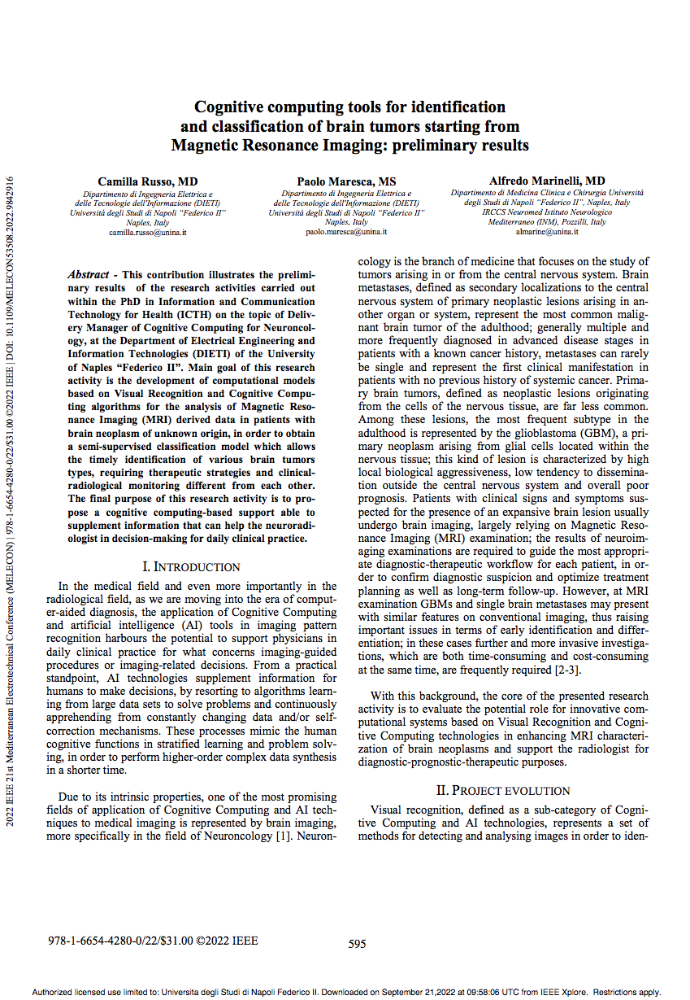 Cognitive computing tools for identification
and classification of brain tumors starting from
Magnetic Resonance Imaging: preliminary results
Camilla Russo, MD
Dipartimento di Ingegneria Elettrica e
delle Tecnologie dell'Informazione (DIETI)
Università degli Studi di Napoli “Federico II”
Naples, Italy
camilla.russo@unina.it
Paolo Maresca, MS
Dipartimento di Ingegneria Elettrica e
delle Tecnologie dell'Informazione (DIETI)
Università degli Studi di Napoli “Federico II”
Naples, Italy
paolo.maresca@unina.it
Alfredo Marinelli, MD
Dipartimento di Medicina Clinica e Chirurgia Università
degli Studi di Napoli “Federico II”, Naples, Italy
IRCCS Neuromed Istituto Neurologico
Mediterraneo (INM), Pozzilli, Italy
almarine@unina.it
Abstract - This contribution illustrates the prelimi-
nary results of the research activities carried out
within the PhD in Information and Communication
Technology for Health (ICTH) on the topic of Deliv-
ery Manager of Cognitive Computing for Neuroncol-
ogy, at the Department of Electrical Engineering and
Information Technologies (DIETI) of the University
of Naples “Federico II”. Main goal of this research
activity is the development of computational models
based on Visual Recognition and Cognitive Compu-
ting algorithms for the analysis of Magnetic Reso-
nance Imaging (MRI) derived data in patients with
brain neoplasm of unknown origin, in order to obtain
a semi-supervised classification model which allows
the timely identification of various brain tumors
types, requiring therapeutic strategies and clinical-
radiological monitoring different from each other.
The final purpose of this research activity is to pro-
pose a cognitive computing-based support able to
supplement information that can help the neuroradi-
ologist in decision-making for daily clinical practice.
I. INTRODUCTION
In the medical field and even more importantly in the
radiological field, as we are moving into the era of comput-
er-aided diagnosis, the application of Cognitive Computing
and artificial intelligence (AI) tools in imaging pattern
recognition harbours the potential to support physicians in
daily clinical practice for what concerns imaging-guided
procedures or imaging-related decisions. From a practical
standpoint, AI technologies supplement information for
humans to make decisions, by resorting to algorithms learn-
ing from large data sets to solve problems and continuously
apprehending from constantly changing data and/or self-
correction mechanisms. These processes mimic the human
cognitive functions in stratified learning and problem solv-
ing, in order to perform higher-order complex data synthesis
in a shorter time.
Due to its intrinsic properties, one of the most promising
fields of application of Cognitive Computing and AI tech-
niques to medical imaging is represented by brain imaging,
more specifically in the field of Neuroncology [1]. Neuron-
cology is the branch of medicine that focuses on the study of
tumors arising in or from the central nervous system. Brain
metastases, defined as secondary localizations to the central
nervous system of primary neoplastic lesions arising in an-
other organ or system, represent the most common malig-
nant brain tumor of the adulthood; generally multiple and
more frequently diagnosed in advanced disease stages in
patients with a known cancer history, metastases can rarely
be single and represent the first clinical manifestation in
patients with no previous history of systemic cancer. Prima-
ry brain tumors, defined as neoplastic lesions originating
from the cells of the nervous tissue, are far less common.
Among these lesions, the most frequent subtype in the
adulthood is represented by the glioblastoma (GBM), a pri-
mary neoplasm arising from glial cells located within the
nervous tissue; this kind of lesion is characterized by high
local biological aggressiveness, low tendency to dissemina-
tion outside the central nervous system and overall poor
prognosis. Patients with clinical signs and symptoms sus-
pected for the presence of an expansive brain lesion usually
undergo brain imaging, largely relying on Magnetic Reso-
nance Imaging (MRI) examination; the results of neuroim-
aging examinations are required to guide the most appropri-
ate diagnostic-therapeutic workflow for each patient, in or-
der to confirm diagnostic suspicion and optimize treatment
planning as well as long-term follow-up. However, at MRI
examination GBMs and single brain metastases may present
with similar features on conventional imaging, thus raising
important issues in terms of early identification and differ-
entiation; in these cases further and more invasive investiga-
tions, which are both time-consuming and cost-consuming
at the same time, are frequently required [2-3].
With this background, the core of the presented research
activity is to evaluate the potential role for innovative com-
putational systems based on Visual Recognition and Cogni-
tive Computing technologies in enhancing MRI characteri-
zation of brain neoplasms and support the radiologist for
diagnostic-prognostic-therapeutic purposes.
II. PROJECT EVOLUTION
Visual recognition, defined as a sub-category of Cogni-
tive Computing and AI technologies, represents a set of
methods for detecting and analysing images in order to iden-
2022 IEEE 21st Mediterranean Electrotechnical Conference (MELECON) | 978-1-6654-4280-0/22/$31.00 ©2022 IEEE | DOI: 10.1109/MELECON53508.2022.9842916
978-1-6654-4280-0/22/$31.00 ©2022 IEEE
595
Authorized licensed use limited to: Universita degli Studi di Napoli Federico II. Downloaded on September 21,2022 at 09:58:06 UTC from IEEE Xplore. Restrictions apply.